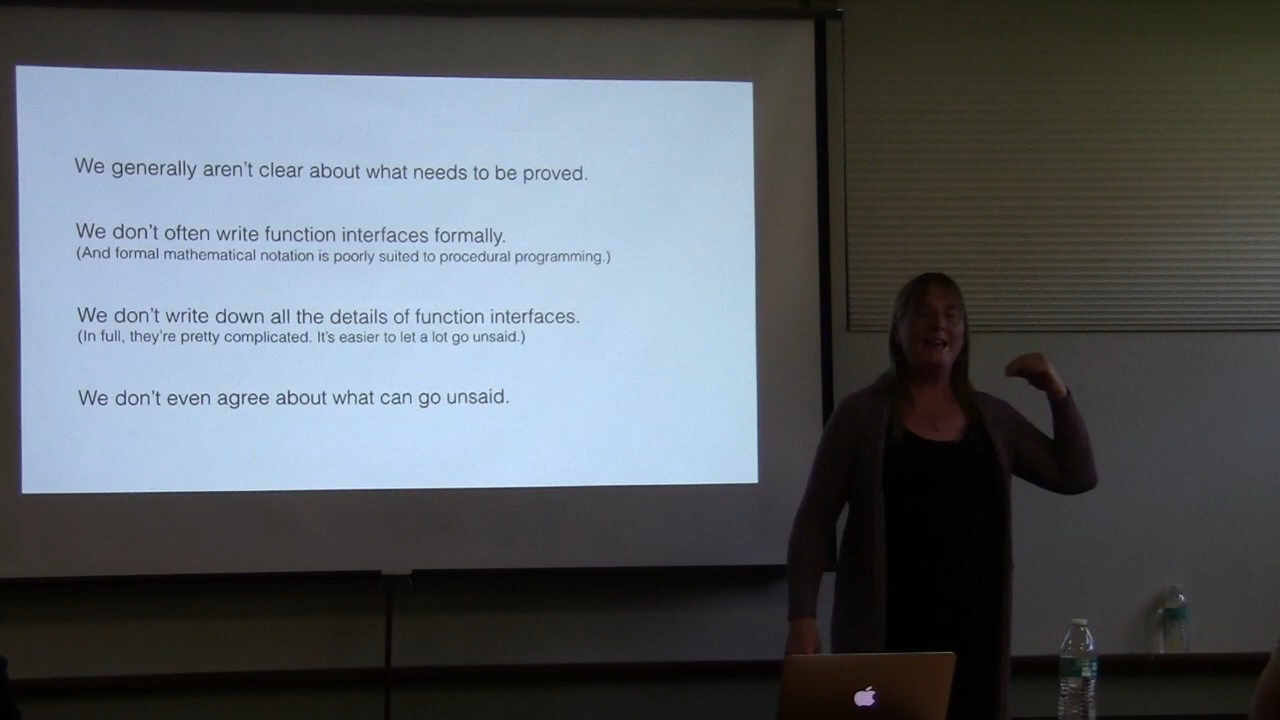 We generally aren't clear about what needs to be proved.
We don't often write function interfaces formally.
(And formal mathematical notation is poorly suited to procedural programming.)
We don't write down all the details of function interfaces.
(In full, they're pretty complicated. It's easier to let a lot go unsaid.)
We don't even agree about what can go unsaid.